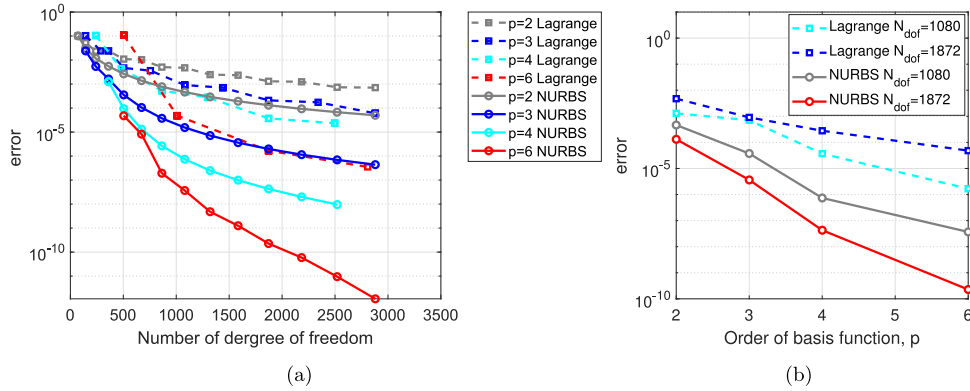 10^0
10^-5
10^-10
error
0 500 1000 1500 2000 2500 3000 3500
Number of dergree of freedom
(a)
p=2 Lagrange
p=3 Lagrange
p=4 Lagrange
p=6 Lagrange
p=2 NURBS
p=3 NURBS
p=4 NURBS
p=6 NURBS
10^0
10^-5
10^-10
error
Lagrange N_dof=1080
Lagrange N_dof=1872
NURBS N_dof=1080
NURBS N_dof=1872
2 3 4 5 6
Order of basis function, p
(b)